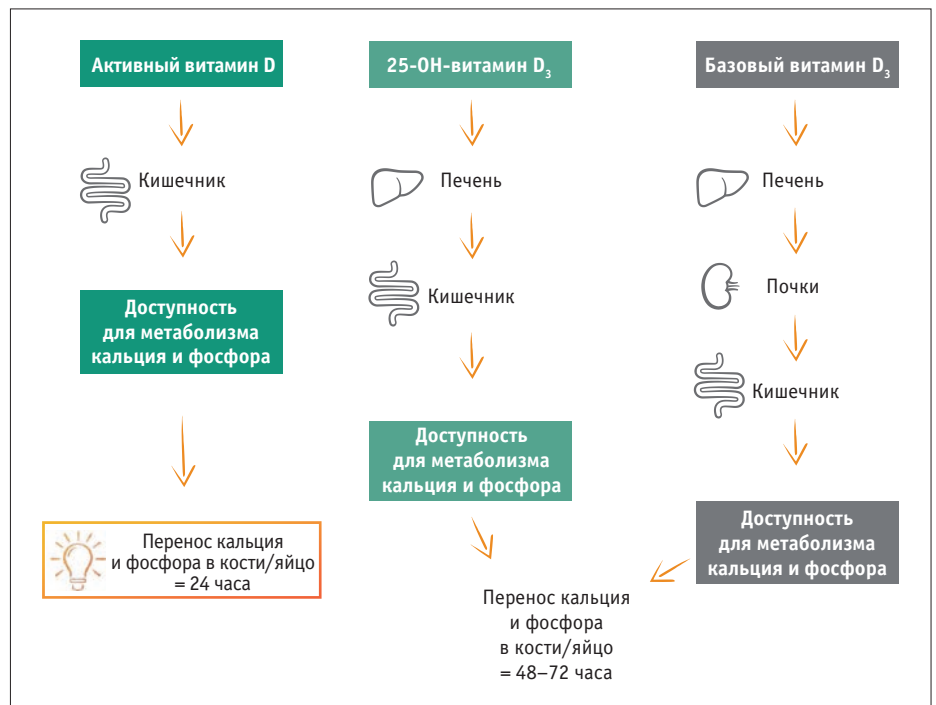 Активный витамин D
Кишечник
Доступность
для метаболизма
кальция и фосфора
Перенос кальция
и фосфора в кости/яйцо
= 24 часа
25-ОН-витамин D₃
Печень
Кишечник
Доступность
для метаболизма
кальция и фосфора
Базовый витамин D₃
Печень
Почки
Кишечник
Доступность
для метаболизма
кальция и фосфора
Перенос кальция
и фосфора
в кости/яйцо
= 48–72 часа